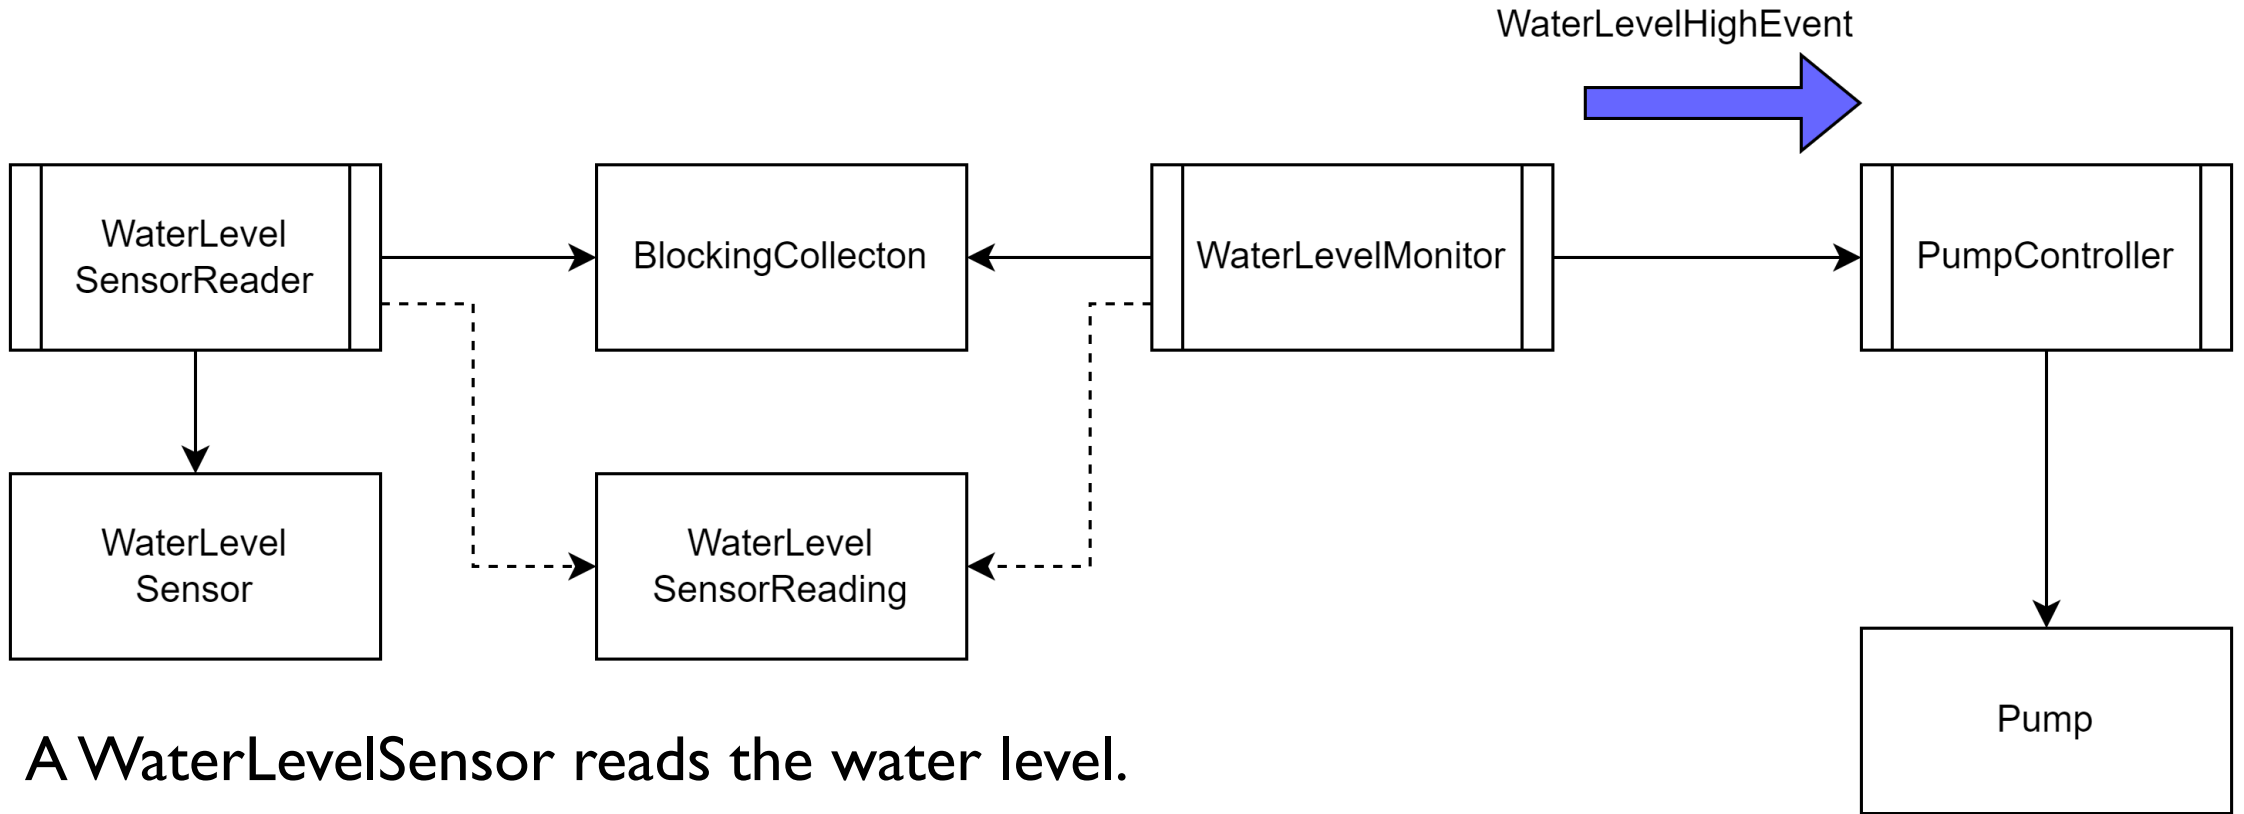 WaterLevelHighEvent
WaterLevel
SensorReader
BlockingCollecton
WaterLevelMonitor
PumpController
WaterLevel
Sensor
WaterLevel
SensorReading
Pump
A WaterLevelSensor reads the water level.